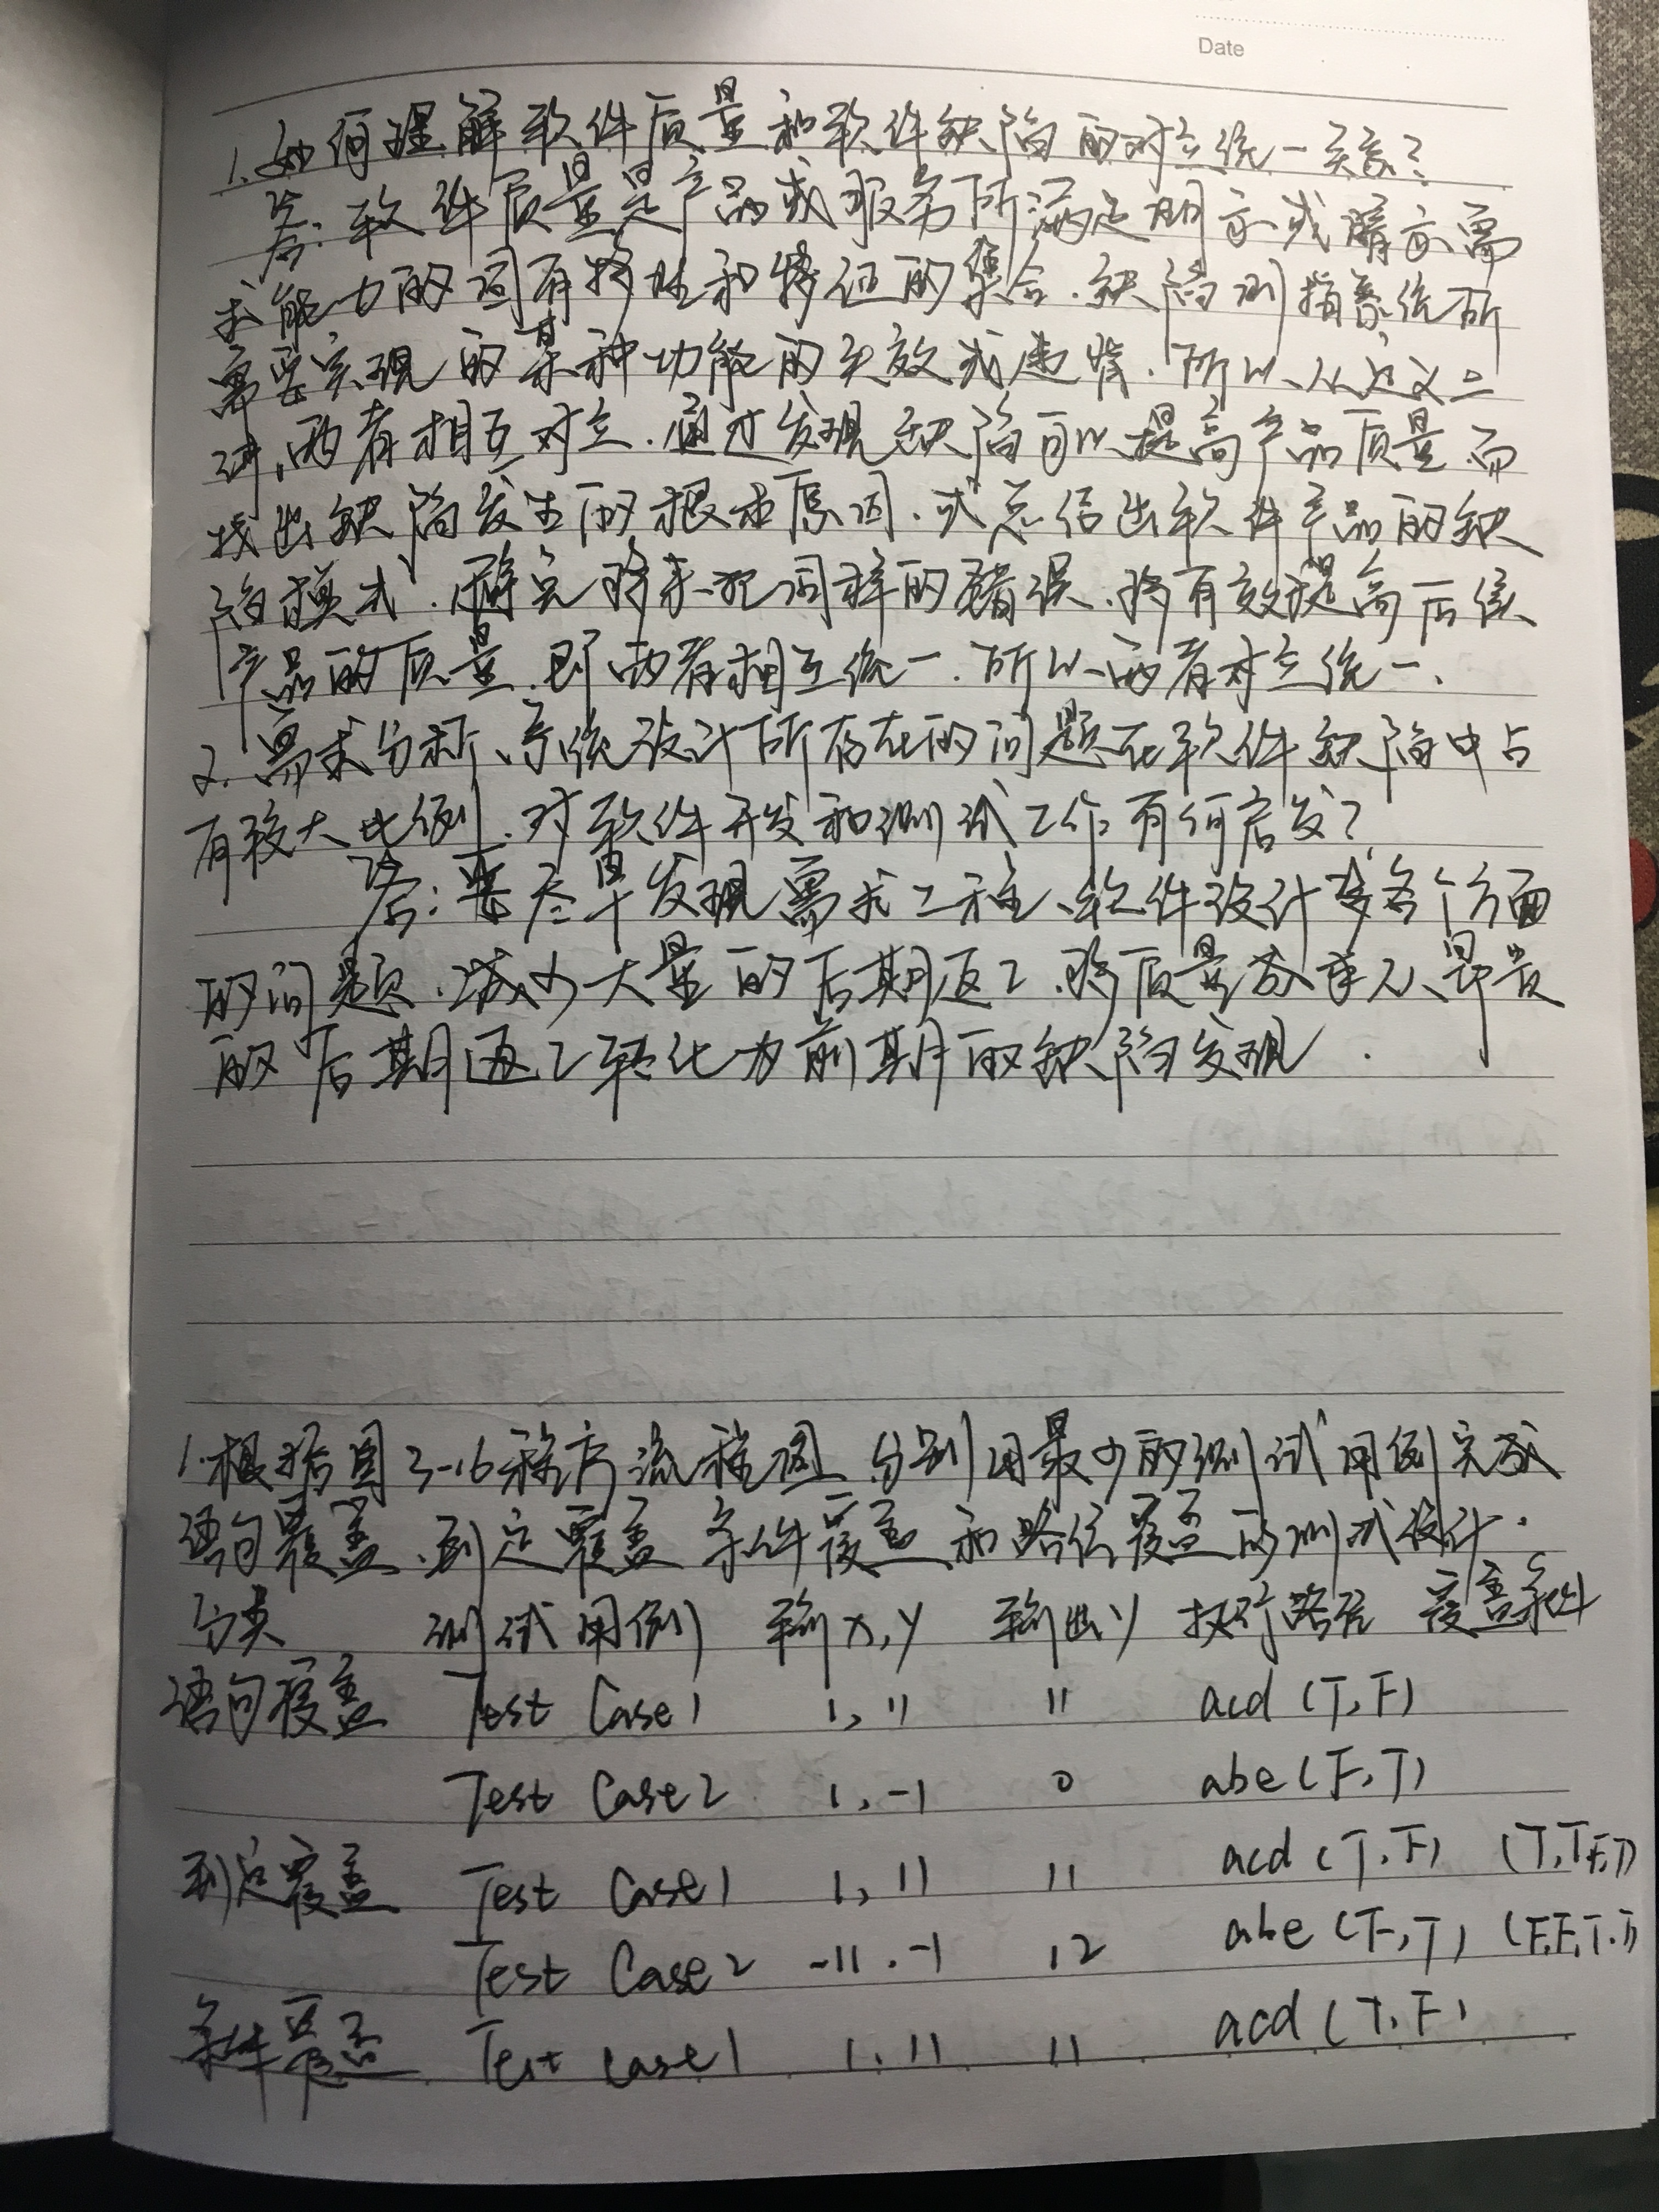 Date
1.如何理解软件质量和软件缺陷的对立统一关系?
答:软件质量是产品或服务所满足明示或暗示需
求能力的固有特性和特征的集合.缺陷则指系统所
需要实现的某种功能的失效或违背.所以、从定义上
讲,两者相互对立.通过发现缺陷可以提高产品质量.而
找出缺陷发生的根本原因.或总结出软件产品的缺
陷模式.避免将来犯同样的错误.将有效提高后续
产品的质量.即两者相互统一.所以、两者对立统一.
2.需求分析、系统设计所存在的问题在软件缺陷中占
有较大比例.对软件开发和测试工作有何启发?
答:要尽早发现需求工程、软件设计等各个方面
的问题.减少大量的后期返工.将质量成本从昂贵
的后期返工转化为前期的缺陷发现.
1.根据图3-16程序流程图 分别用最少的测试用例完成
语句覆盖.判定覆盖 条件覆盖和路径覆盖的测试设计.
分类 测试用例 输x,y 输出y 执行路径 覆盖条件
语句覆盖 Test Case1 1,11 11 acd (T,F)
Test Case2 1,-1 0 abe (F,T)
判定覆盖 Test Case1 1,11 11 acd (T,F) (T,T,F,T)
Test Case2 -11.-1 12 abe (F,T) (F,F,T.T)
条件覆盖 Test Case1 1.11 11 acd (T,F)